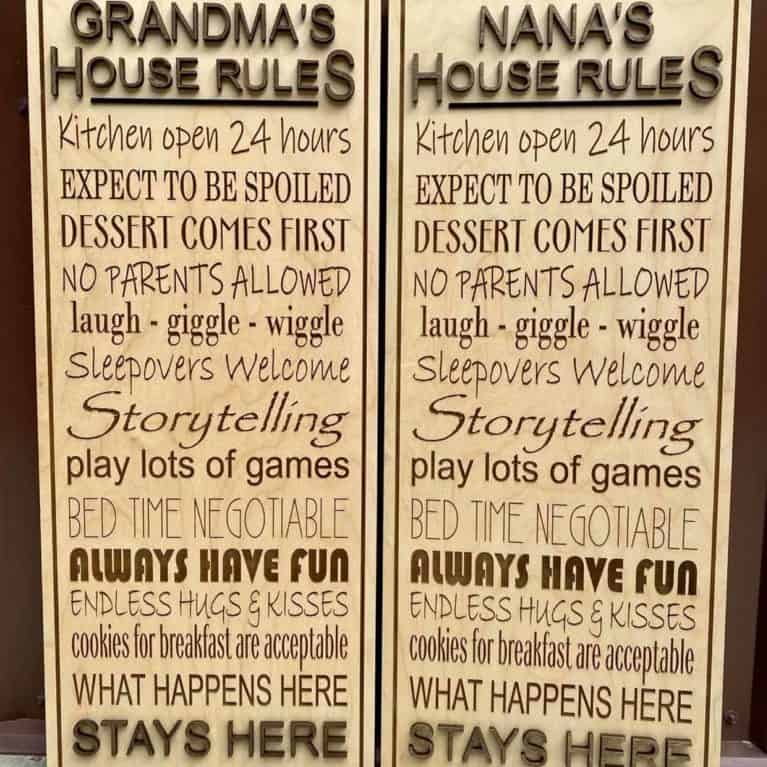 GRANDMA'S
HOUSE RULES
Kitchen open 24 hours
EXPECT TO BE SPOILED
DESSERT COMES FIRST
NO PARENTS ALLOWED
laugh - giggle - wiggle
Sleepovers Welcome
Storytelling
play lots of games
BED TIME NEGOTIABLE
ALWAYS HAVE FUN
ENDLESS HUGS & KISSES
cookies for breakfast are acceptable
WHAT HAPPENS HERE
STAYS HERE
NANA'S
HOUSE RULES
Kitchen open 24 hours
EXPECT TO BE SPOILED
DESSERT COMES FIRST
NO PARENTS ALLOWED
laugh - giggle - wiggle
Sleepovers Welcome
Storytelling
play lots of games
BED TIME NEGOTIABLE
ALWAYS HAVE FUN
ENDLESS HUGS & KISSES
cookies for breakfast are acceptable
WHAT HAPPENS HERE
STAYS HERE